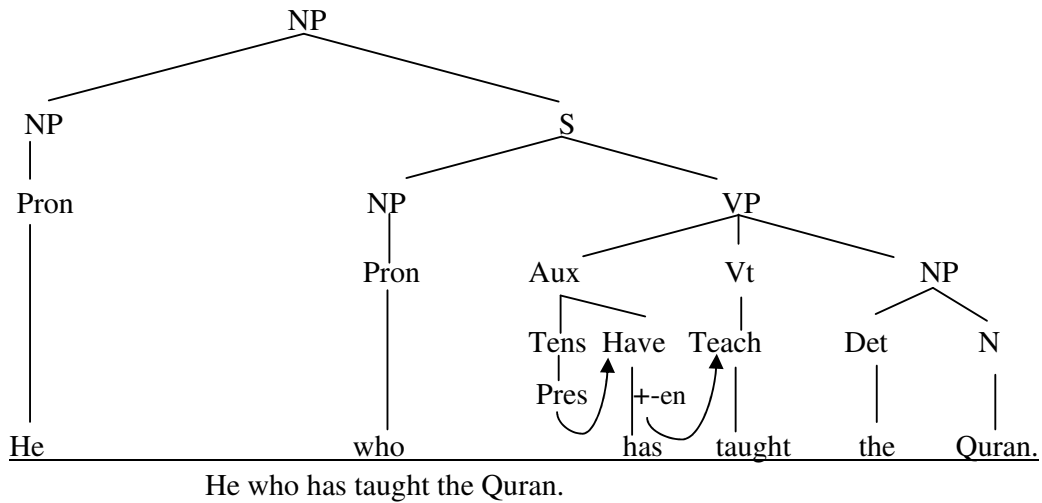 NP
NP S
Pron NP VP
Pron Aux Vt NP
Tens Have Teach Det N
Pres +-en
He who has taught the Quran.
He who has taught the Quran.